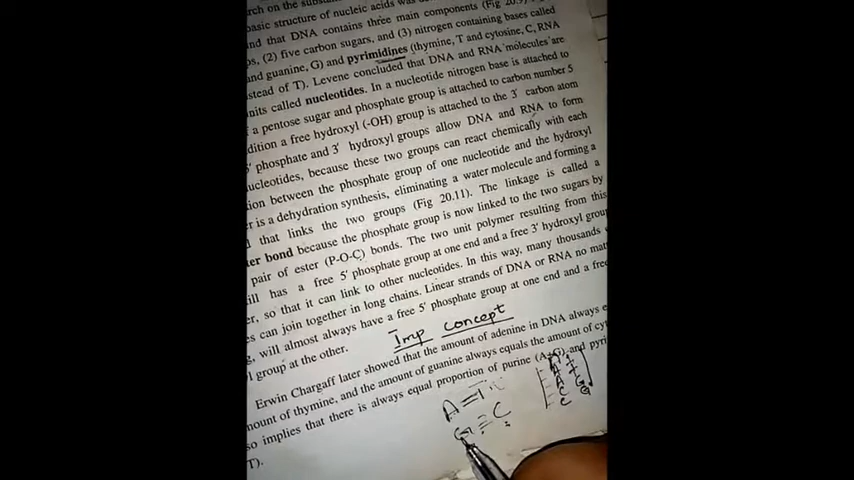 rch on the
basic structure of nucleic acids was
nd that DNA contains three main components (Fig 20.
s, (2) five carbon sugars, and (3) nitrogen containing bases called
and guanine, G) and pyrimidines (thymine, T and cytosine, C, RNA
stead of T). Levene concluded that DNA and RNA molecules are
nits called nucleotides. In a nucleotide nitrogen base is attached to
f a pentose sugar and phosphate group is attached to carbon number 5
dition a free hydroxyl (-OH) group is attached to the 3' carbon atom
5' phosphate and 3' hydroxyl groups allow DNA and RNA to form
ucleotides, because these two groups can react chemically with each
ion between the phosphate group of one nucleotide and the hydroxyl
er is a dehydration synthesis, eliminating a water molecule and forming a
d that links the two groups (Fig 20.11). The linkage is called a
er bond because the phosphate group is now linked to the two sugars by
pair of ester (P-O-C) bonds. The two unit polymer resulting from this
ill has a free 5' phosphate group at one end and a free 3' hydroxyl group
er, so that it can link to other nucleotides. In this way, many thousands
es can join together in long chains. Linear strands of DNA or RNA no mat
g, will almost always have a free 5' phosphate group at one end and a free
l group at the other.
Imp Concept
Erwin Chargaff later showed that the amount of adenine in DNA always e
mount of thymine, and the amount of guanine always equals the amount of cyt
so implies that there is always equal proportion of purine (A+G) and pyri
T).
A=T
G≡C